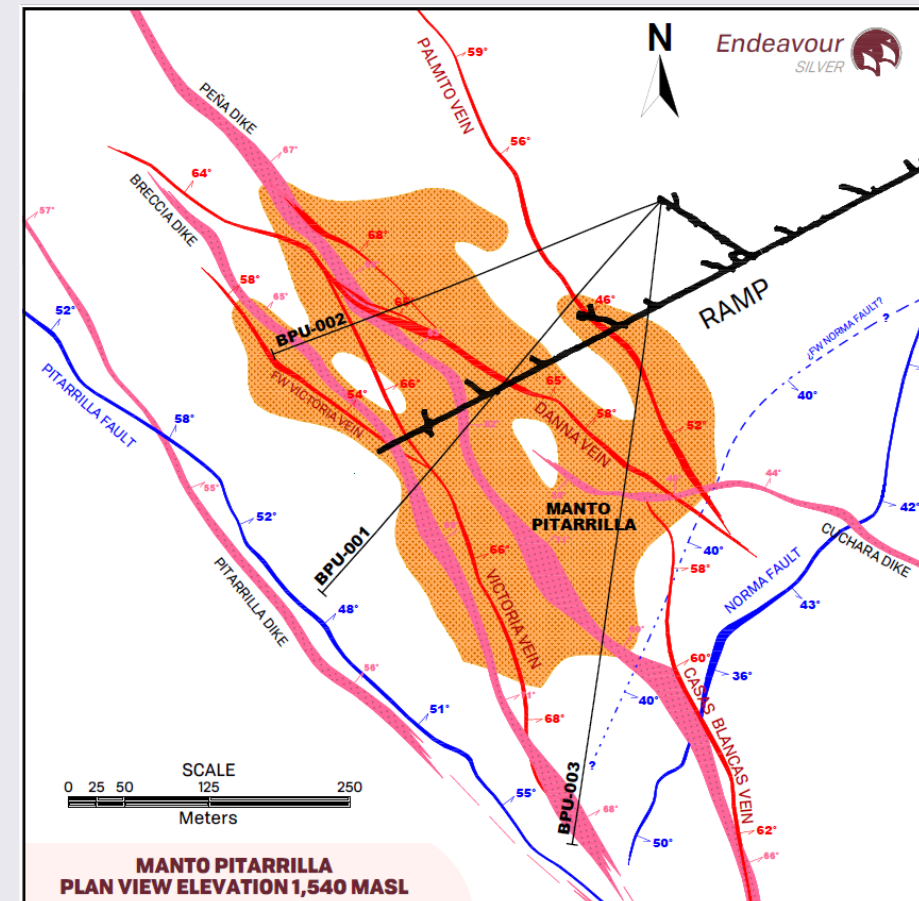 Endeavour
SILVER
N
PALMITO VEIN
59°
56°
PEÑA DIKE
67°
64°
BRECCIA DIKE
57°
68°
58°
65°
BPU-002
46°
RAMP
¿FW NORMA FAULT?
?
52°
PITARRILLA FAULT
FW VICTORIA VEIN
54°
66°
65°
58°
DANNA VEIN
40°
52°
58°
55°
44°
42°
MANTO
PITARRILLA
CUCHARA DIKE
52°
BPU-001
66°
40°
58°
NORMA FAULT
43°
PITARRILLA DIKE
48°
VICTORIA VEIN
56°
60°
36°
51°
68°
40°
CASAS BLANCAS VEIN
?
BPU-003
55°
68°
50°
62°
66°
SCALE
0 25 50 125 250
Meters
MANTO PITARRILLA
PLAN VIEW ELEVATION 1,540 MASL